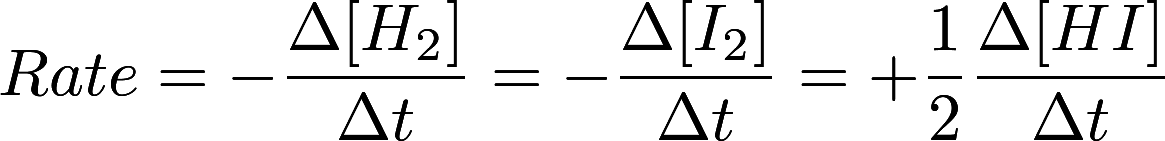 Rate = −Δ[H₂]/Δt = −Δ[I₂]/Δt = +1/2 Δ[HI]/Δt